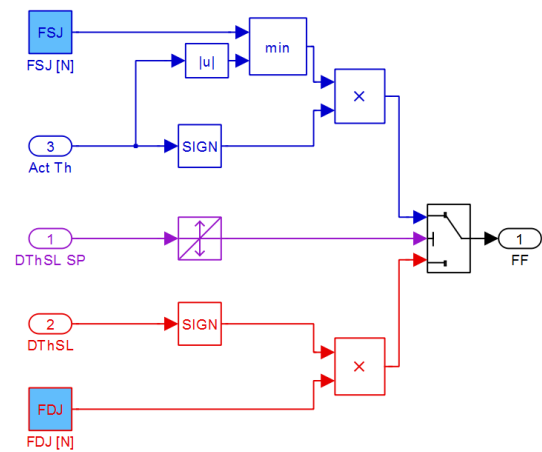 FSJ
FSJ [N]
|u|
min
×
3
Act Th
SIGN
1
DThSL SP
1
FF
2
DThSL
SIGN
×
FDJ
FDJ [N]